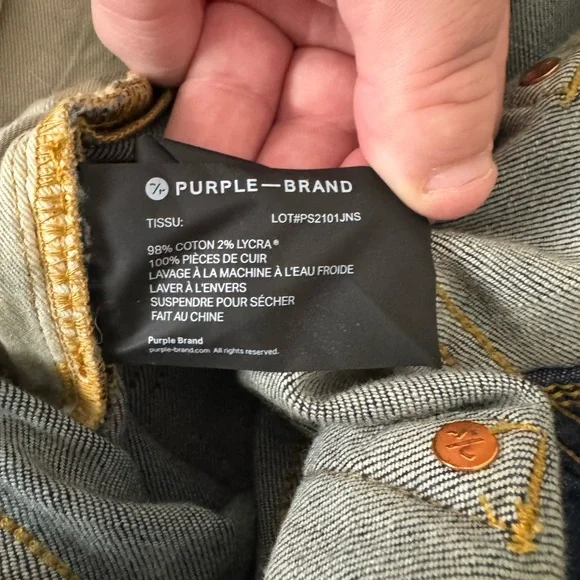 PURPLE—BRAND
TISSU: LOT#PS2101JNS
98% COTON 2% LYCRA®
100% PIÈCES DE CUIR
LAVAGE À LA MACHINE À L'EAU FROIDE
LAVER À L'ENVERS
SUSPENDRE POUR SÉCHER
FAIT AU CHINE
Purple Brand
purple-brand.com All rights reserved.